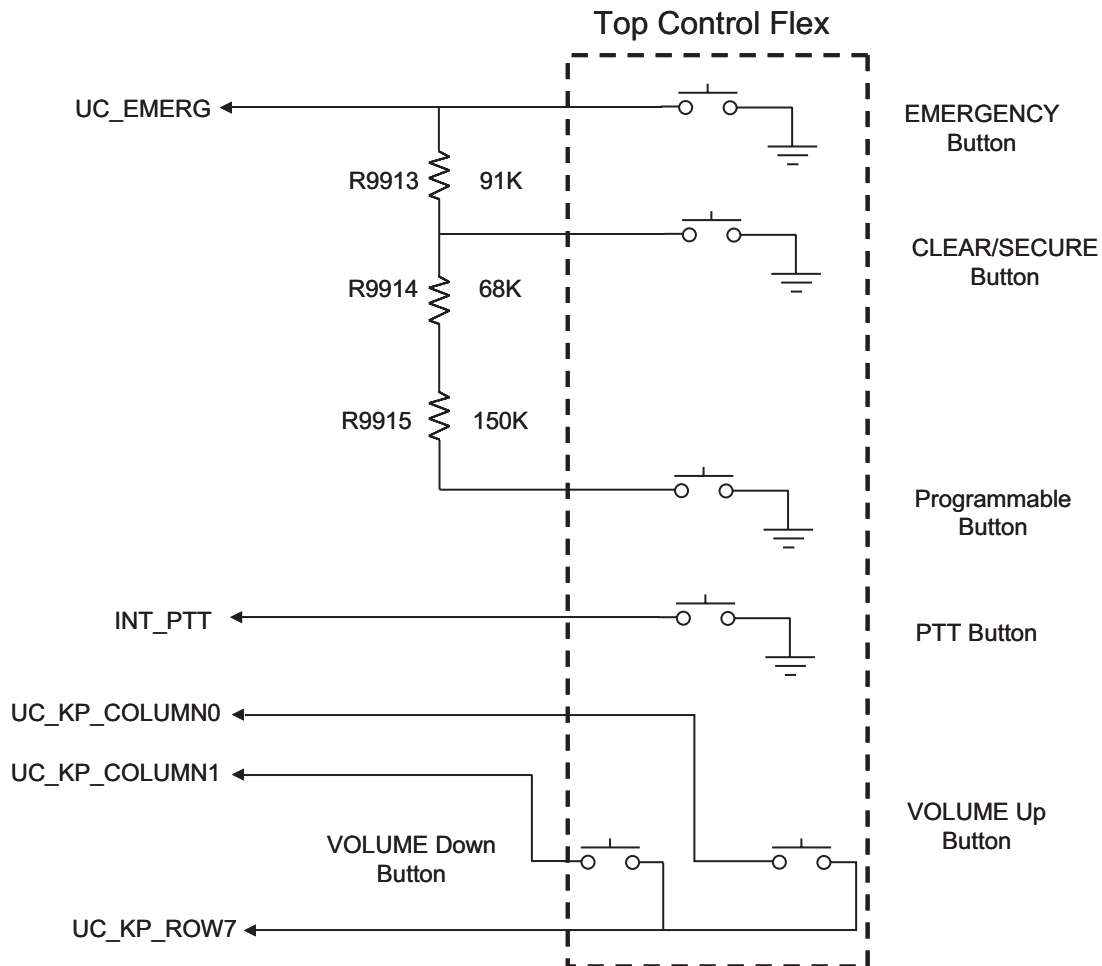 Top Control Flex
UC_EMERG
EMERGENCY
Button
R9913 91K
CLEAR/SECURE
Button
R9914 68K
R9915 150K
Programmable
Button
INT_PTT
PTT Button
UC_KP_COLUMN0
UC_KP_COLUMN1
VOLUME Up
Button
VOLUME Down
Button
UC_KP_ROW7